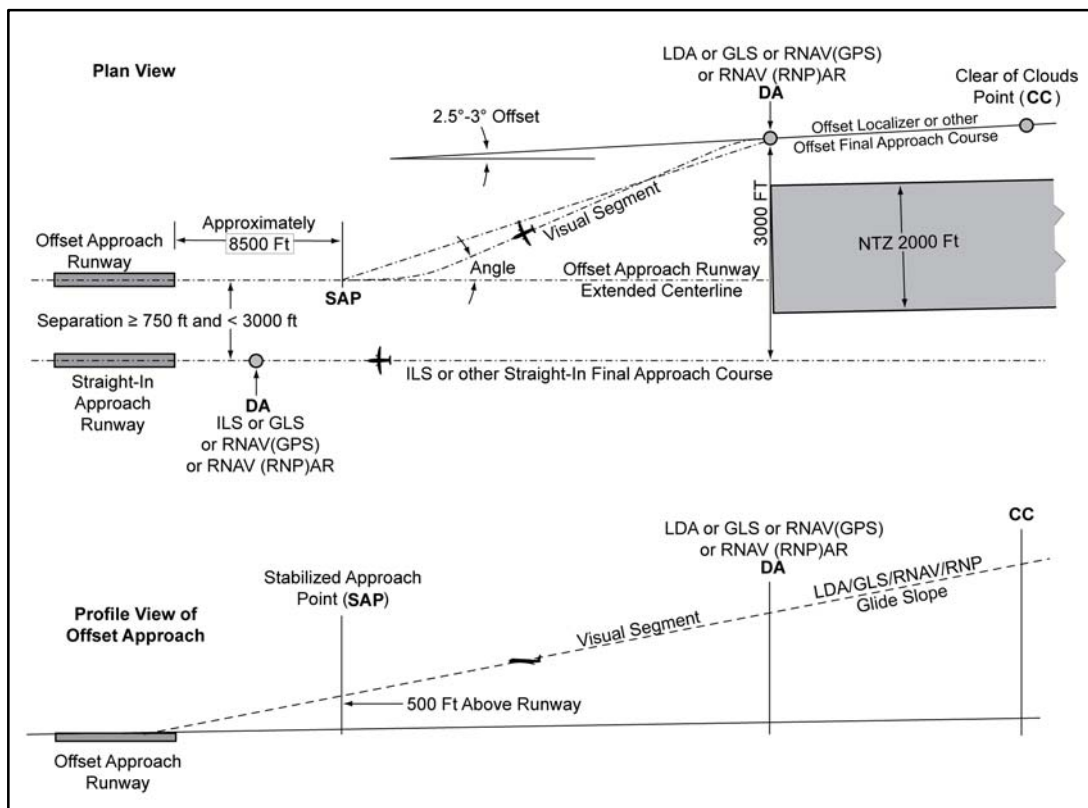 Plan View
LDA or GLS or RNAV(GPS)
or RNAV (RNP)AR
DA
Clear of Clouds
Point (CC)
2.5°-3° Offset
Offset Localizer or other
Offset Final Approach Course
Approximately
8500 Ft
Offset Approach
Runway
Visual Segment
3000 FT
NTZ 2000 Ft
Angle
SAP
Offset Approach Runway
Extended Centerline
Separation ≥ 750 ft and < 3000 ft
Straight-In
Approach
Runway
DA
ILS or GLS
or RNAV(GPS)
or RNAV (RNP)AR
ILS or other Straight-In Final Approach Course
Profile View of
Offset Approach
Stabilized Approach
Point (SAP)
LDA or GLS or RNAV(GPS)
or RNAV (RNP)AR
DA
CC
LDA/GLS/RNAV/RNP
Glide Slope
Visual Segment
500 Ft Above Runway
Offset Approach
Runway